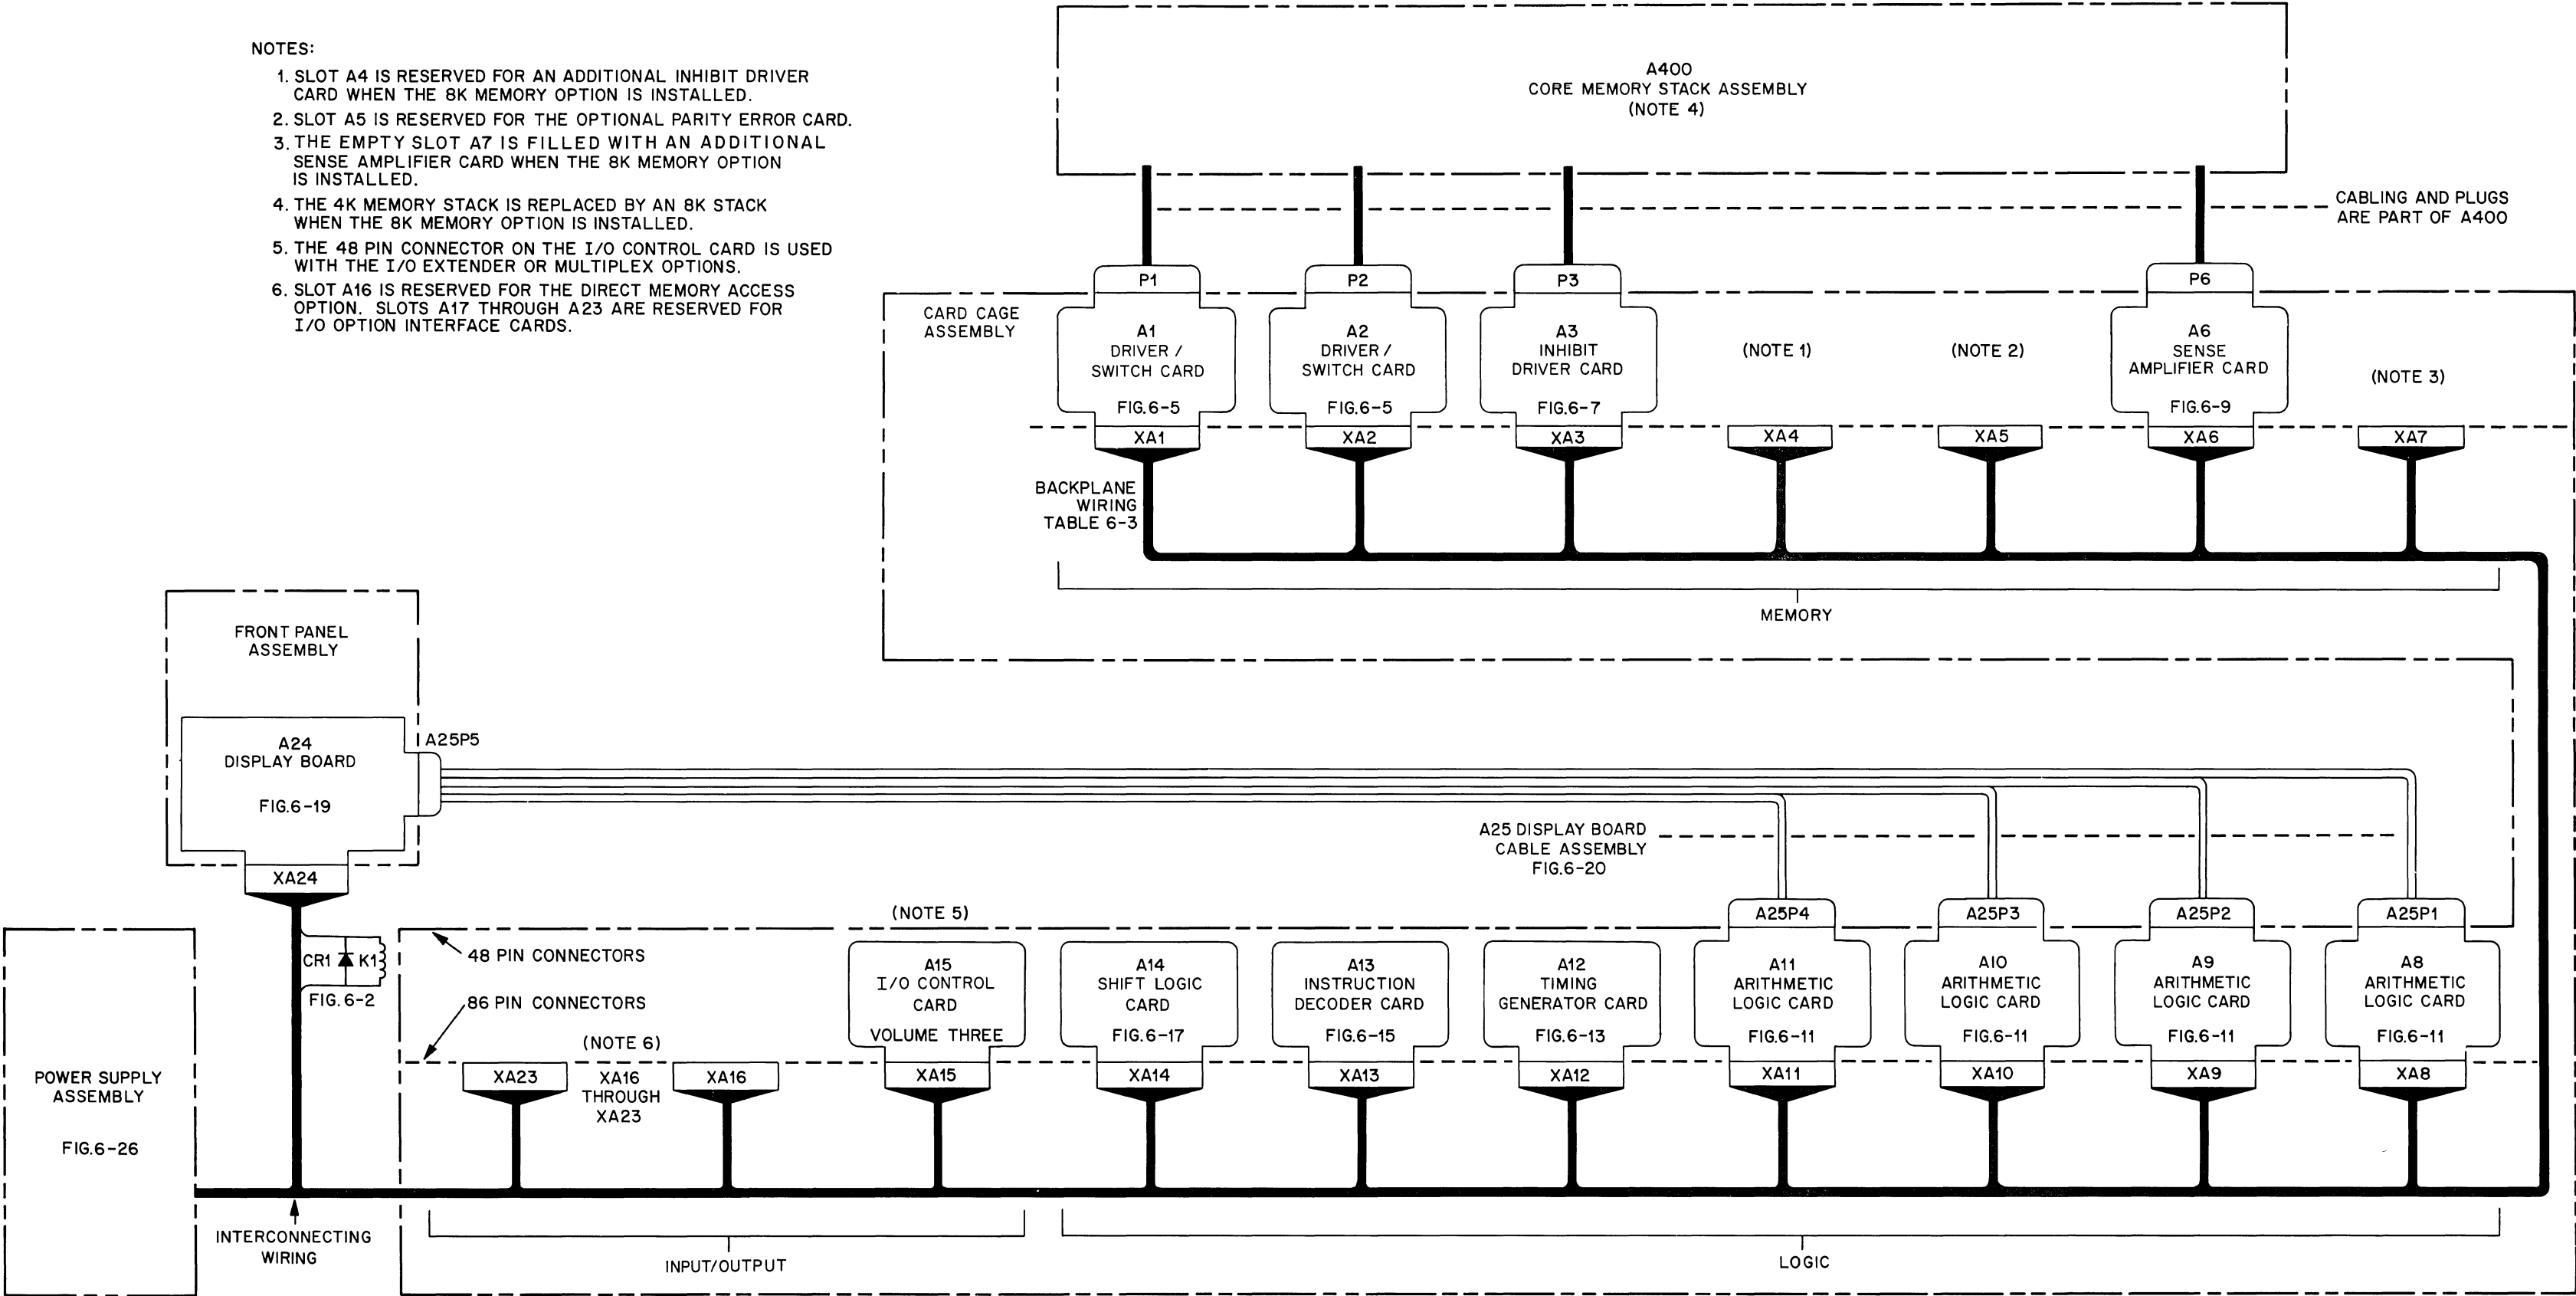 NOTES:
1. SLOT A4 IS RESERVED FOR AN ADDITIONAL INHIBIT DRIVER
CARD WHEN THE 8K MEMORY OPTION IS INSTALLED.
2. SLOT A5 IS RESERVED FOR THE OPTIONAL PARITY ERROR CARD.
3. THE EMPTY SLOT A7 IS FILLED WITH AN ADDITIONAL
SENSE AMPLIFIER CARD WHEN THE 8K MEMORY OPTION
IS INSTALLED.
4. THE 4K MEMORY STACK IS REPLACED BY AN 8K STACK
WHEN THE 8K MEMORY OPTION IS INSTALLED.
5. THE 48 PIN CONNECTOR ON THE I/O CONTROL CARD IS USED
WITH THE I/O EXTENDER OR MULTIPLEX OPTIONS.
6. SLOT A16 IS RESERVED FOR THE DIRECT MEMORY ACCESS
OPTION. SLOTS A17 THROUGH A23 ARE RESERVED FOR
I/O OPTION INTERFACE CARDS.
A400
CORE MEMORY STACK ASSEMBLY
(NOTE 4)
CABLING AND PLUGS
ARE PART OF A400
CARD CAGE
ASSEMBLY
P1
A1
DRIVER /
SWITCH CARD
FIG.6-5
XA1
P2
A2
DRIVER /
SWITCH CARD
FIG.6-5
XA2
P3
A3
INHIBIT
DRIVER CARD
FIG.6-7
XA3
(NOTE 1)
XA4
(NOTE 2)
XA5
P6
A6
SENSE
AMPLIFIER CARD
FIG.6-9
XA6
(NOTE 3)
XA7
BACKPLANE
WIRING
TABLE 6-3
MEMORY
FRONT PANEL
ASSEMBLY
A24
DISPLAY BOARD
FIG.6-19
A25P5
XA24
A25 DISPLAY BOARD
CABLE ASSEMBLY
FIG.6-20
CR1
K1
FIG.6-2
POWER SUPPLY
ASSEMBLY
FIG.6-26
INTERCONNECTING
WIRING
48 PIN CONNECTORS
86 PIN CONNECTORS
(NOTE 6)
XA23
XA16
THROUGH
XA23
XA16
(NOTE 5)
A15
I/O CONTROL
CARD
VOLUME THREE
XA15
A14
SHIFT LOGIC
CARD
FIG.6-17
XA14
A13
INSTRUCTION
DECODER CARD
FIG.6-15
XA13
A12
TIMING
GENERATOR CARD
FIG.6-13
XA12
A25P4
A11
ARITHMETIC
LOGIC CARD
FIG.6-11
XA11
A25P3
A10
ARITHMETIC
LOGIC CARD
FIG.6-11
XA10
A25P2
A9
ARITHMETIC
LOGIC CARD
FIG.6-11
XA9
A25P1
A8
ARITHMETIC
LOGIC CARD
FIG.6-11
XA8
INPUT/OUTPUT
LOGIC